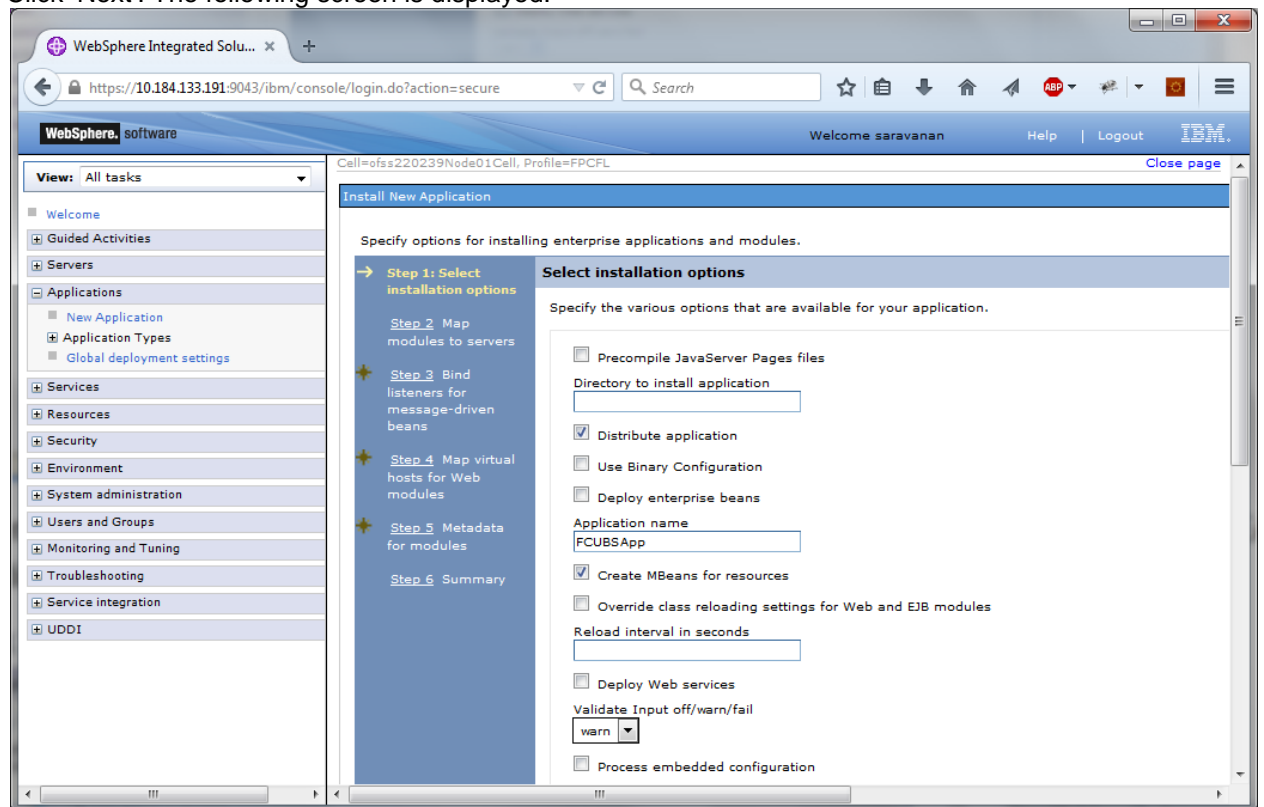 Click 'Next'. The following screen is displayed.
WebSphere Integrated Solu...
https://10.184.133.191:9043/ibm/console/login.do?action=secure
Search
ABP
WebSphere. software
Welcome saravanan
Help | Logout
IBM.
View: All tasks
Welcome
Guided Activities
Servers
Applications
New Application
Application Types
Global deployment settings
Services
Resources
Security
Environment
System administration
Users and Groups
Monitoring and Tuning
Troubleshooting
Service integration
UDDI
Cell=ofss220239Node01Cell, Profile=FPCFL
Close page
Install New Application
Specify options for installing enterprise applications and modules.
Step 1: Select
installation options
Step 2 Map
modules to servers
Step 3 Bind
listeners for
message-driven
beans
Step 4 Map virtual
hosts for Web
modules
Step 5 Metadata
for modules
Step 6 Summary
Select installation options
Specify the various options that are available for your application.
Precompile JavaServer Pages files
Directory to install application
Distribute application
Use Binary Configuration
Deploy enterprise beans
Application name
FCUBSApp
Create MBeans for resources
Override class reloading settings for Web and EJB modules
Reload interval in seconds
Deploy Web services
Validate Input off/warn/fail
warn
Process embedded configuration